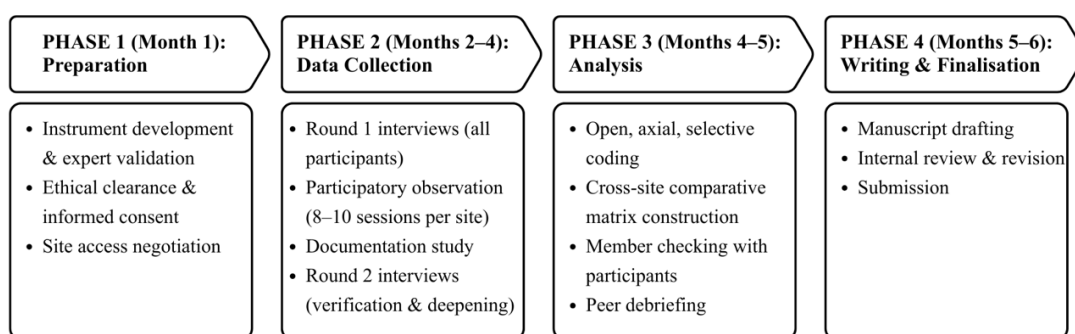 PHASE 1 (Month 1):
Preparation
• Instrument development
& expert validation
• Ethical clearance &
informed consent
• Site access negotiation
PHASE 2 (Months 2–4):
Data Collection
• Round 1 interviews (all
participants)
• Participatory observation
(8–10 sessions per site)
• Documentation study
• Round 2 interviews
(verification & deepening)
PHASE 3 (Months 4–5):
Analysis
• Open, axial, selective
coding
• Cross-site comparative
matrix construction
• Member checking with
participants
• Peer debriefing
PHASE 4 (Months 5–6):
Writing & Finalisation
• Manuscript drafting
• Internal review & revision
• Submission